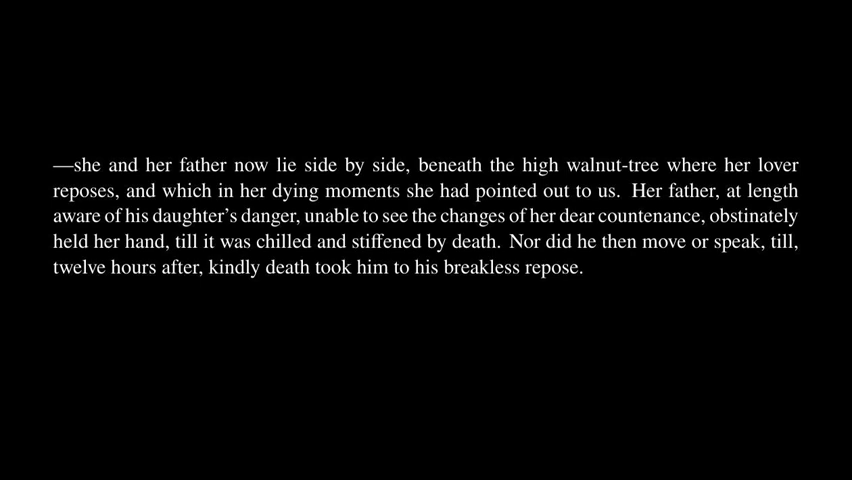 —she and her father now lie side by side, beneath the high walnut-tree where her lover
reposes, and which in her dying moments she had pointed out to us. Her father, at length
aware of his daughter’s danger, unable to see the changes of her dear countenance, obstinately
held her hand, till it was chilled and stiffened by death. Nor did he then move or speak, till,
twelve hours after, kindly death took him to his breakless repose.